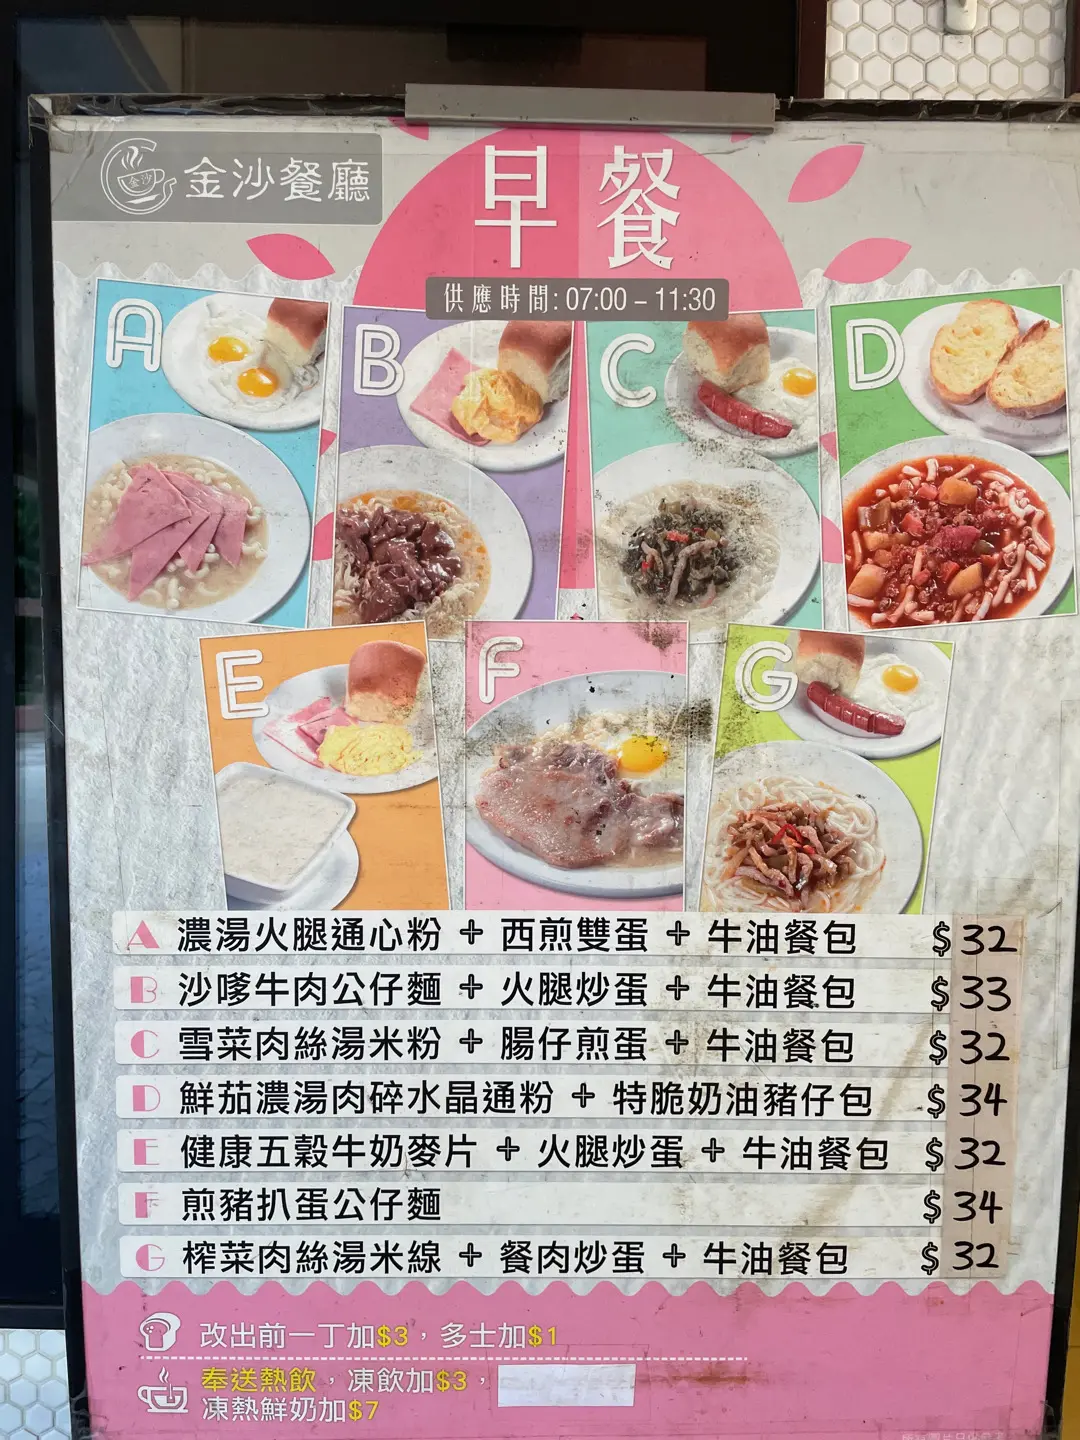 金沙餐廳
金沙
早餐
供應時間: 07:00 – 11:30
A
B
C
D
E
F
G
A 濃湯火腿通心粉 + 西煎雙蛋 + 牛油餐包 $32
B 沙嗲牛肉公仔麵 + 火腿炒蛋 + 牛油餐包 $33
C 雪菜肉絲湯米粉 + 腸仔煎蛋 + 牛油餐包 $32
D 鮮茄濃湯肉碎水晶通粉 + 特脆奶油豬仔包 $34
E 健康五穀牛奶麥片 + 火腿炒蛋 + 牛油餐包 $32
F 煎豬扒蛋公仔麵 $34
G 榨菜肉絲湯米線 + 餐肉炒蛋 + 牛油餐包 $32
改出前一丁加$3，多士加$1
奉送熱飲，凍飲加$3，
凍熱鮮奶加$7